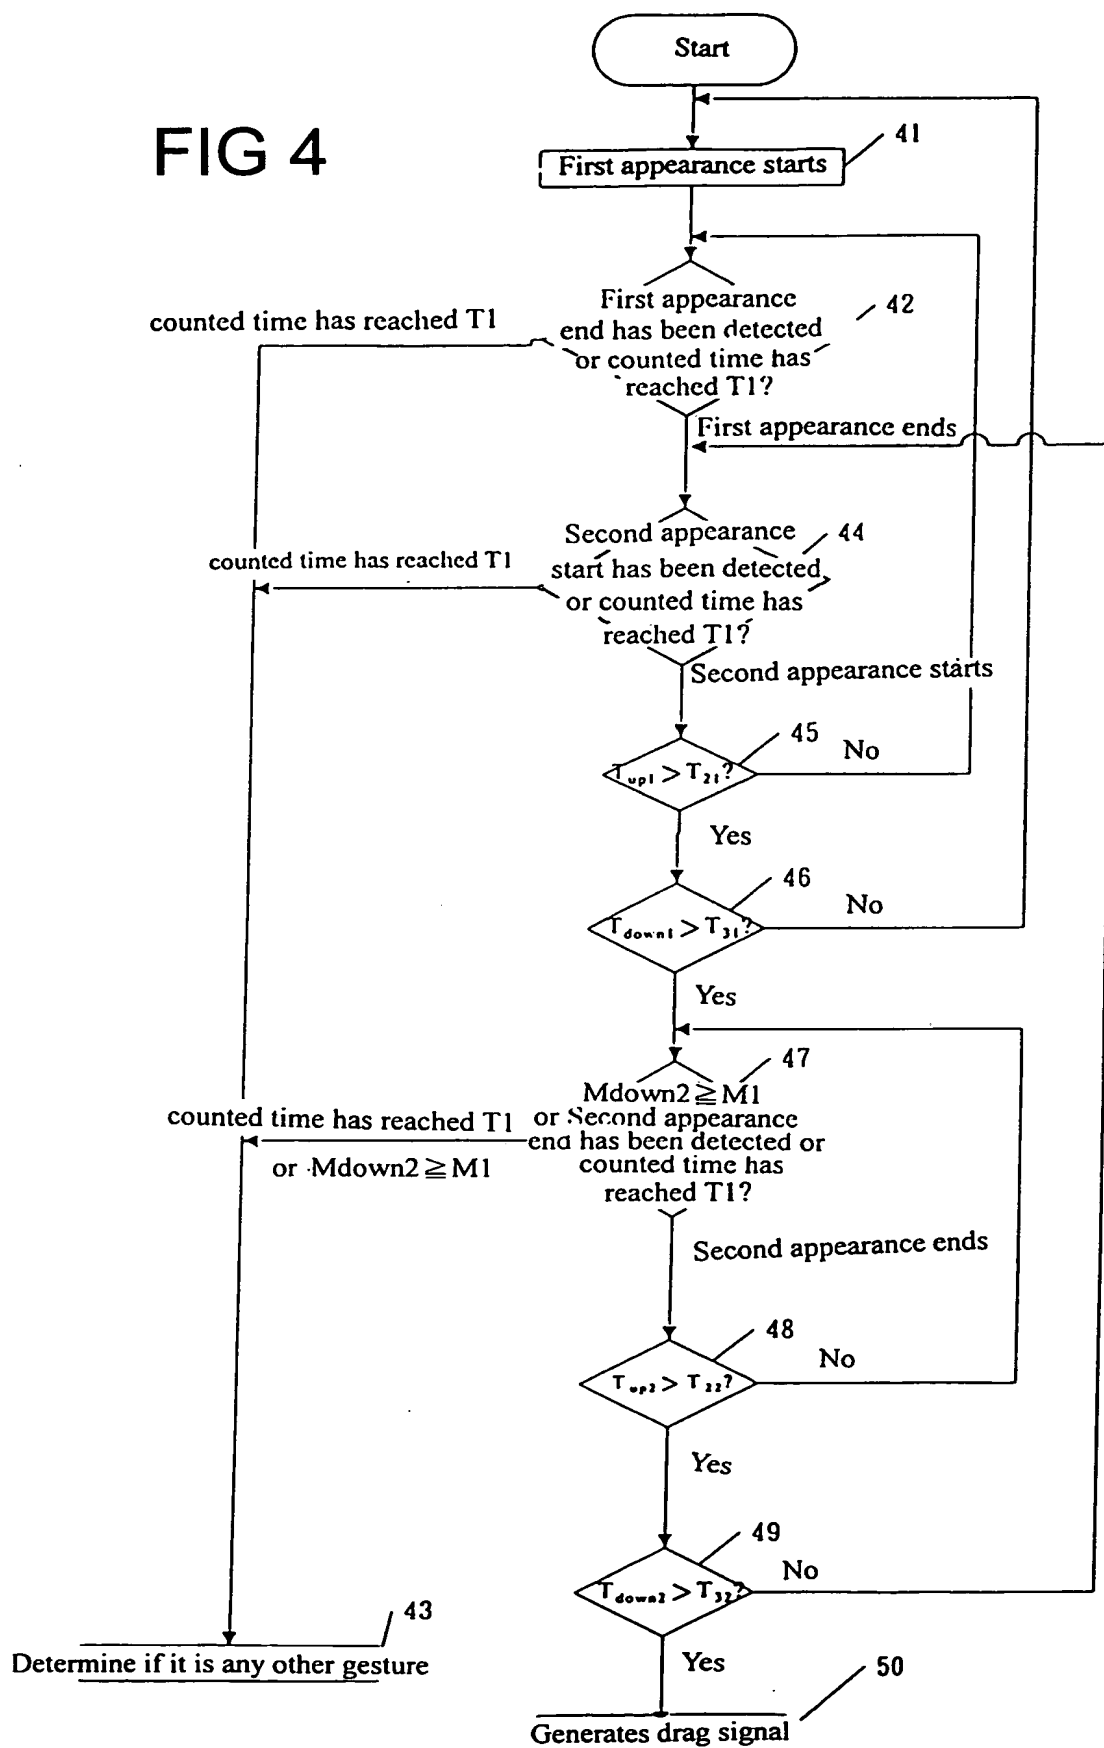 Start
FIG 4
41
First appearance starts
First appearance
end has been detected
or counted time has
reached T1?
42
counted time has reached T1
First appearance ends
Second appearance
start has been detected
or counted time has
reached T1?
44
counted time has reached T1
Second appearance starts
45
Tup1 > T21?
No
Yes
46
Tdown1 > T31?
No
Yes
47
Mdown2 ≧ M1
or Second appearance
end has been detected or
counted time has
reached T1?
counted time has reached T1
or Mdown2 ≧ M1
Second appearance ends
48
Tup2 > T22?
No
Yes
49
Tdown2 > T32?
No
Yes
43
Determine if it is any other gesture
50
Generates drag signal